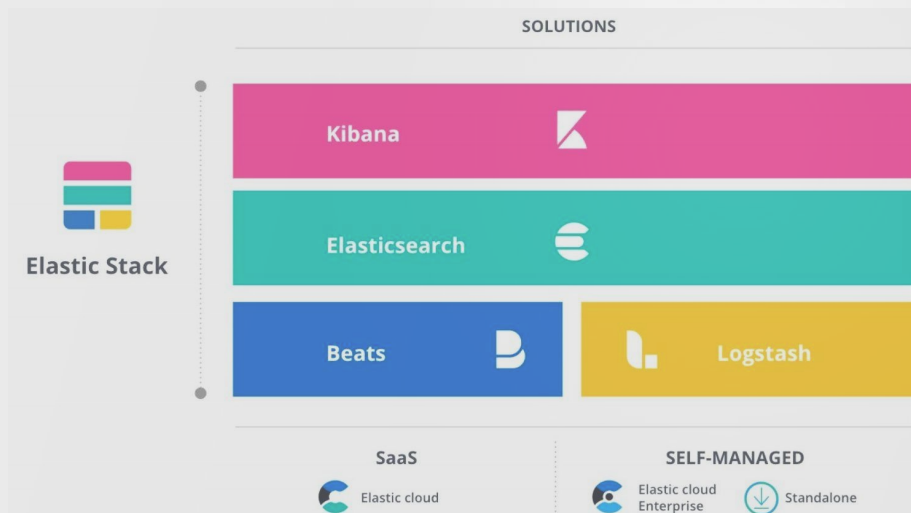 SOLUTIONS
Kibana
Elasticsearch
Elastic Stack
Beats
Logstash
SaaS
SELF-MANAGED
Elastic cloud
Elastic cloud
Enterprise
Standalone